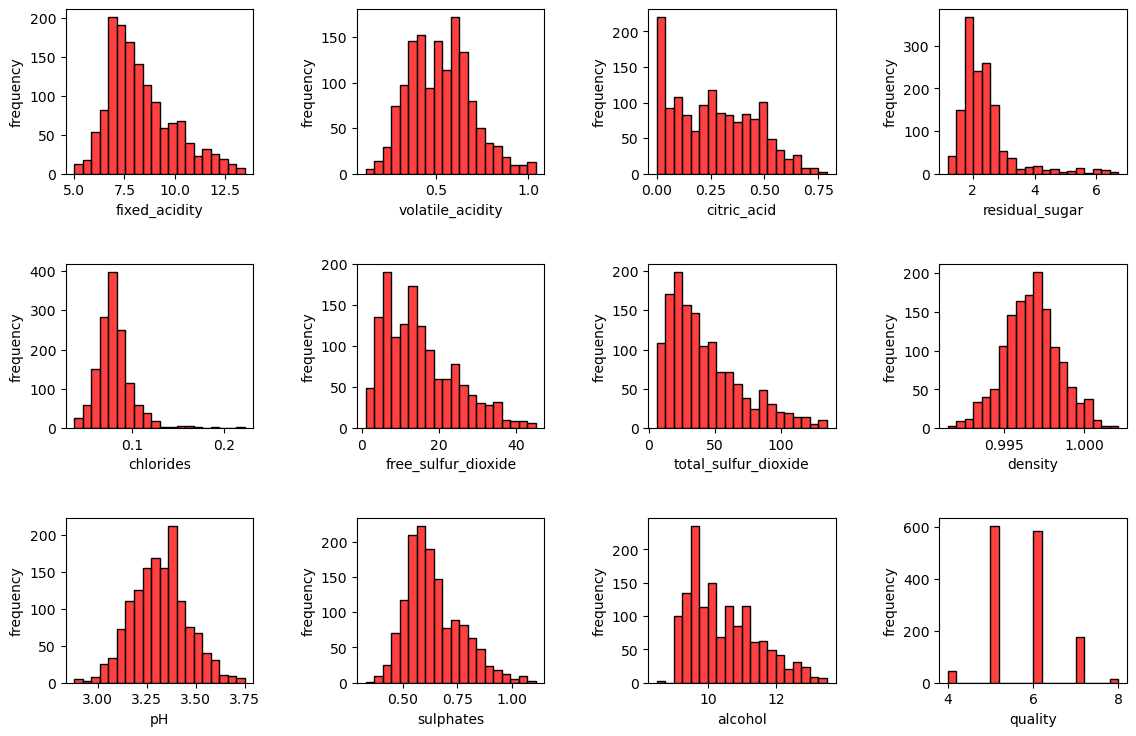 frequency
200
150
100
50
0
5.0 7.5 10.0 12.5
fixed_acidity
frequency
150
100
50
0
0.5 1.0
volatile_acidity
frequency
200
150
100
50
0
0.00 0.25 0.50 0.75
citric_acid
frequency
300
200
100
0
2 4 6
residual_sugar
frequency
400
300
200
100
0
0.1 0.2
chlorides
frequency
200
150
100
50
0
0 20 40
free_sulfur_dioxide
frequency
200
150
100
50
0
0 50 100
total_sulfur_dioxide
frequency
200
150
100
50
0
0.995 1.000
density
frequency
200
150
100
50
0
3.00 3.25 3.50 3.75
pH
frequency
200
150
100
50
0
0.50 0.75 1.00
sulphates
frequency
200
150
100
50
0
10 12
alcohol
frequency
600
400
200
0
4 6 8
quality